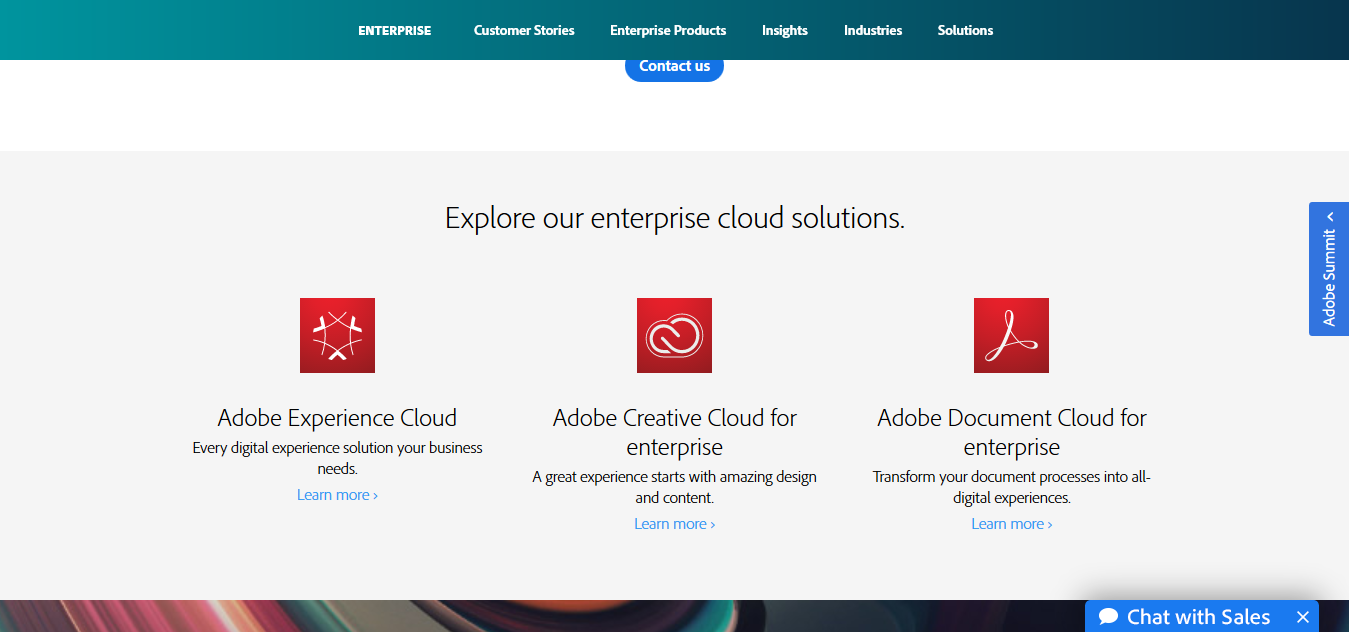 ENTERPRISE Customer Stories Enterprise Products Insights Industries Solutions
Contact us
Explore our enterprise cloud solutions.
Adobe Summit
Adobe Experience Cloud
Every digital experience solution your business
needs.
Learn more ›
Adobe Creative Cloud for
enterprise
A great experience starts with amazing design
and content.
Learn more ›
Adobe Document Cloud for
enterprise
Transform your document processes into all-
digital experiences.
Learn more ›
Chat with Sales